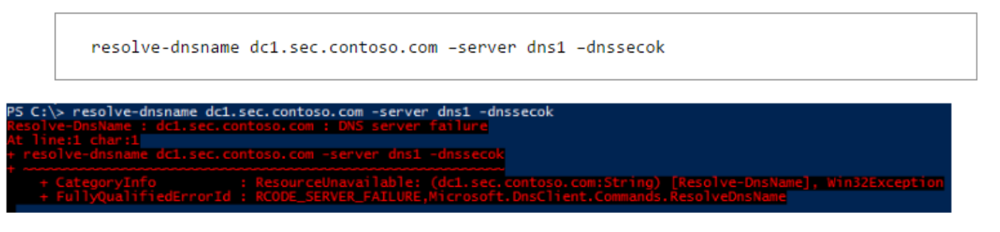 resolve-dnsname dc1.sec.contoso.com –server dns1 –dnssecok
PS C:\> resolve-dnsname dc1.sec.contoso.com -server dns1 -dnssecok
Resolve-DnsName : dc1.sec.contoso.com : DNS server failure
At line:1 char:1
+ resolve-dnsname dc1.sec.contoso.com -server dns1 -dnssecok
+ ~~~~~~~~~~~~~~~~~~~~~~~~~~~~~~~~~~~~~~~~~~~~~~~~~~~~~~~~~~
    + CategoryInfo          : ResourceUnavailable: (dc1.sec.contoso.com:String) [Resolve-DnsName], Win32Exception
    + FullyQualifiedErrorId : RCODE_SERVER_FAILURE,Microsoft.DnsClient.Commands.ResolveDnsName